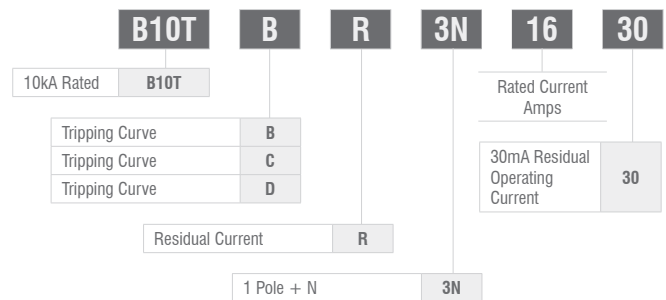 B10T B R 3N 16 30
10kA Rated B10T
Rated Current
Amps
Tripping Curve B
Tripping Curve C
Tripping Curve D
30mA Residual
Operating
Current
30
Residual Current R
1 Pole + N 3N